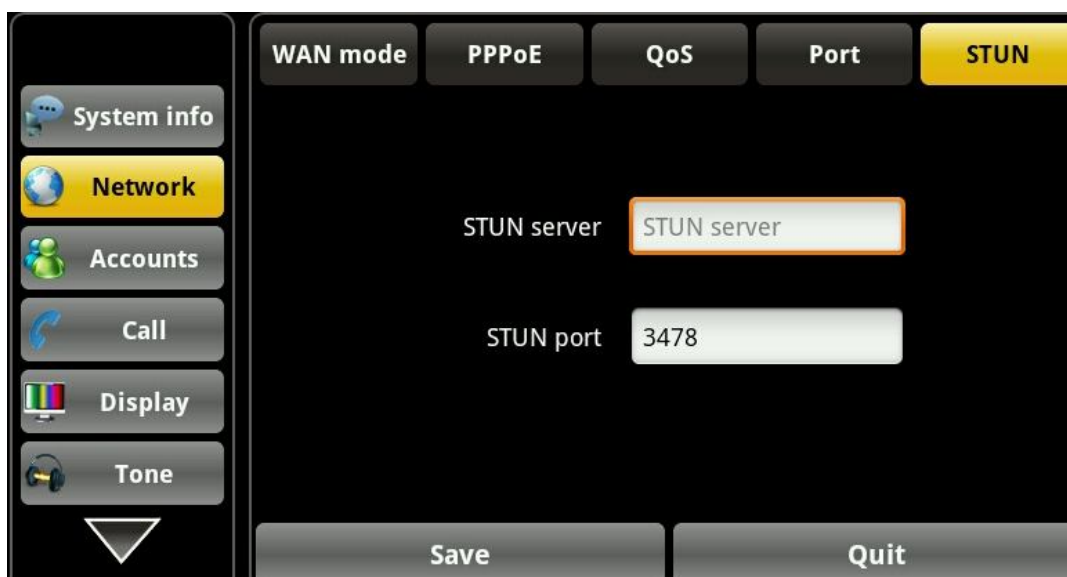 WAN mode
PPPoE
QoS
Port
STUN
System info
Network
Accounts
Call
Display
Tone
STUN server
STUN server
STUN port
3478
Save
Quit